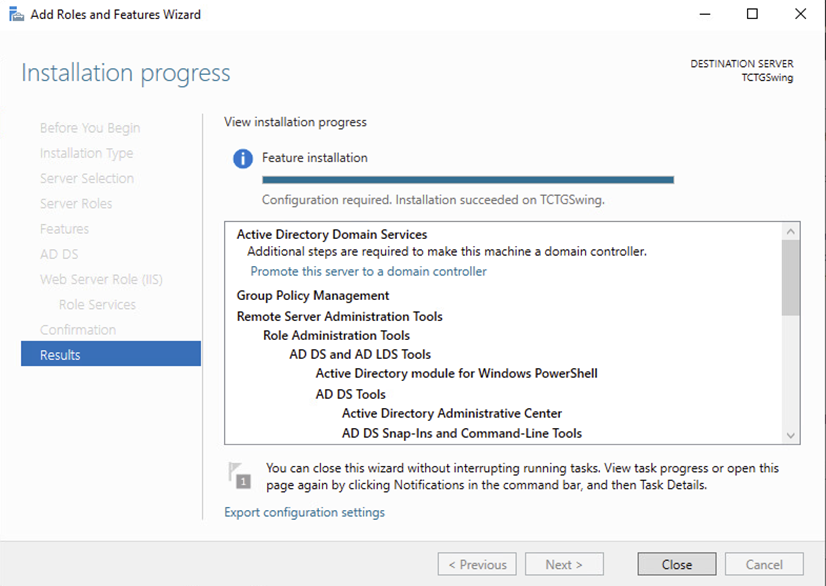 Add Roles and Features Wizard
Installation progress
DESTINATION SERVER
TCTGSwing
Before You Begin
Installation Type
Server Selection
Server Roles
Features
AD DS
Web Server Role (IIS)
Role Services
Confirmation
Results
View installation progress
Feature installation
Configuration required. Installation succeeded on TCTGSwing.
Active Directory Domain Services
Additional steps are required to make this machine a domain controller.
Promote this server to a domain controller
Group Policy Management
Remote Server Administration Tools
Role Administration Tools
AD DS and AD LDS Tools
Active Directory module for Windows PowerShell
AD DS Tools
Active Directory Administrative Center
AD DS Snap-Ins and Command-Line Tools
1
You can close this wizard without interrupting running tasks. View task progress or open this
page again by clicking Notifications in the command bar, and then Task Details.
Export configuration settings
< Previous
Next >
Close
Cancel